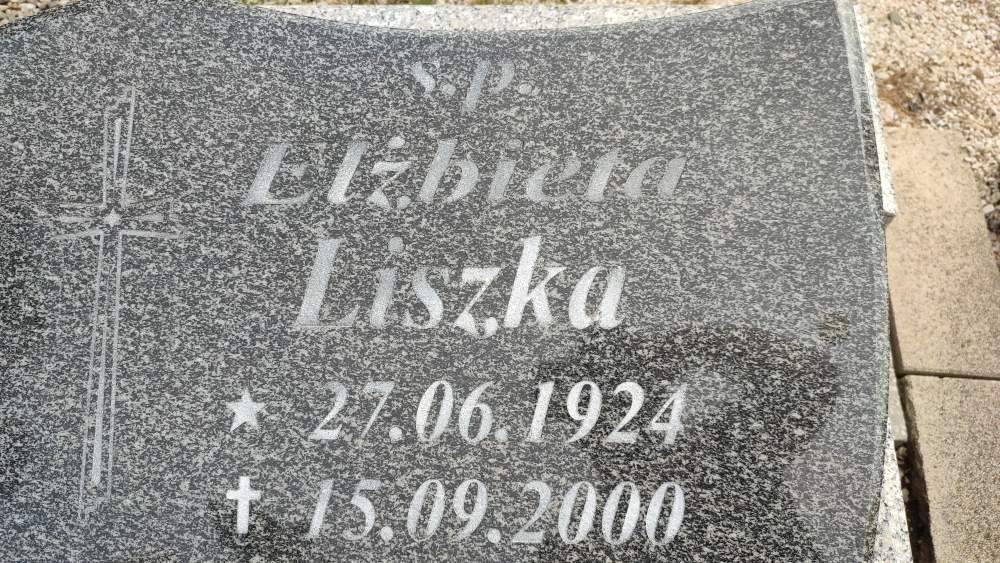 ś.p.
Elżbieta
Liszka
★ 27.06.1924
✝ 15.09.2000